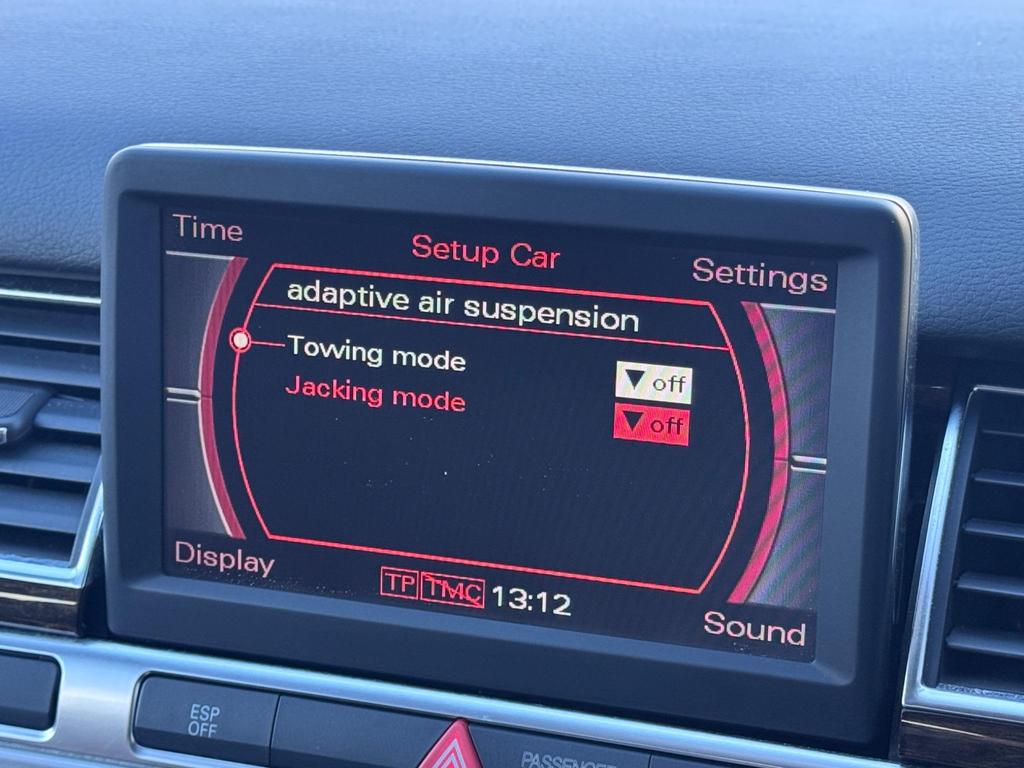 Time
Setup Car
Settings
adaptive air suspension
Towing mode
▼ off
Jacking mode
▼ off
Display
TP TMC 13:12
Sound
ESP
OFF
PASSENGER